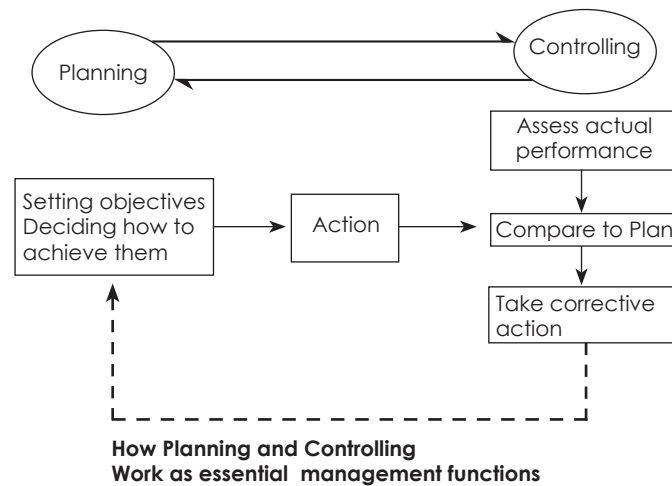 Planning
Controlling
Assess actual
performance
Setting objectives
Deciding how to
achieve them
Action
Compare to Plan
Take corrective
action
How Planning and Controlling
Work as essential  management functions